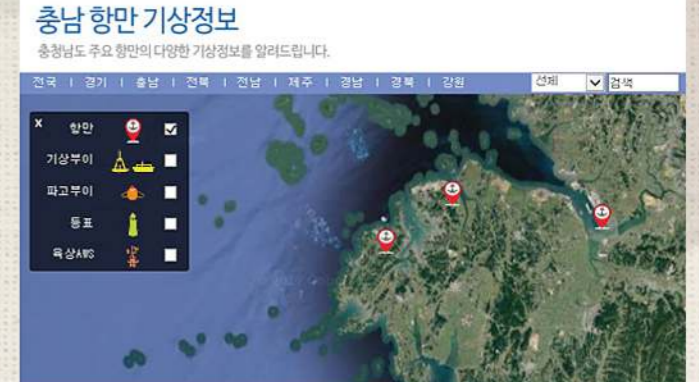 충남 항만 기상정보
충청남도 주요 항만의 다양한 기상정보를 알려드립니다.
전국 | 경기 | 충남 | 전북 | 전남 | 제주 | 경남 | 경북 | 강원
선체 검색
X 항만
기상부이
파고부이
등표
육상AWS